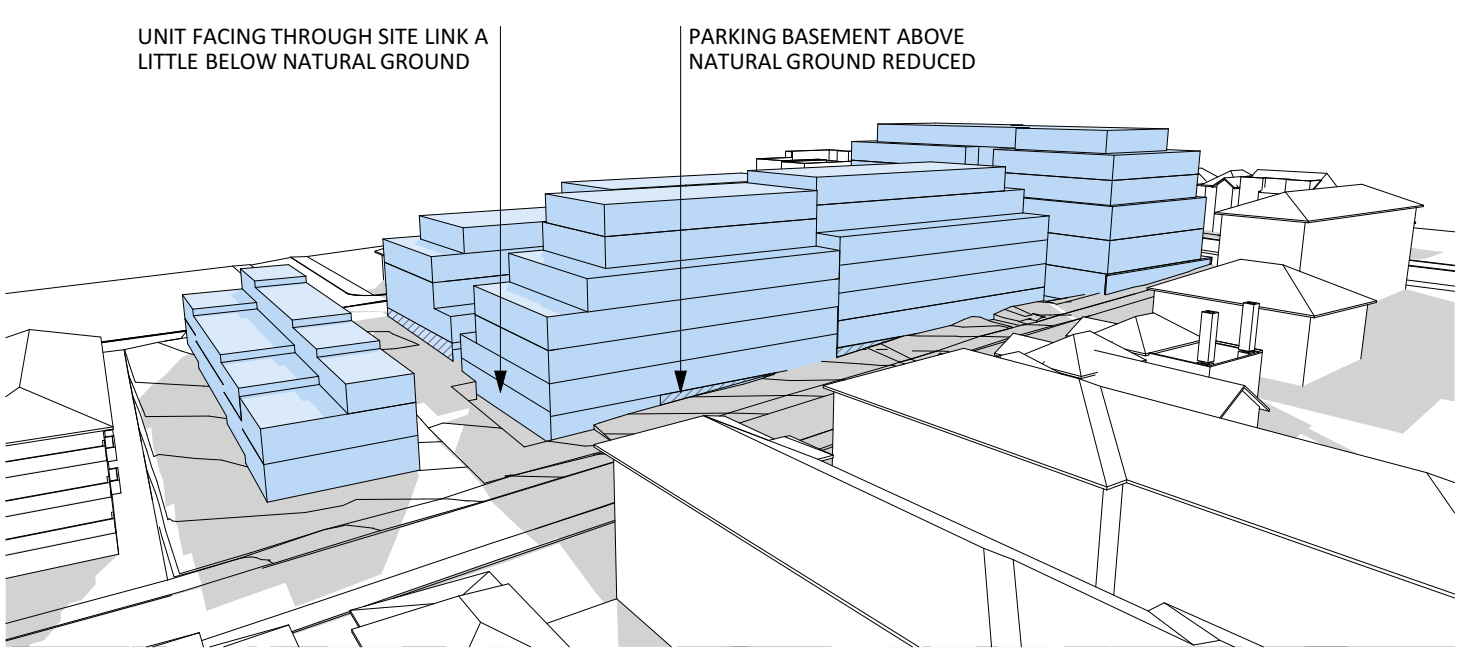 UNIT FACING THROUGH SITE LINK A
LITTLE BELOW NATURAL GROUND
PARKING BASEMENT ABOVE
NATURAL GROUND REDUCED